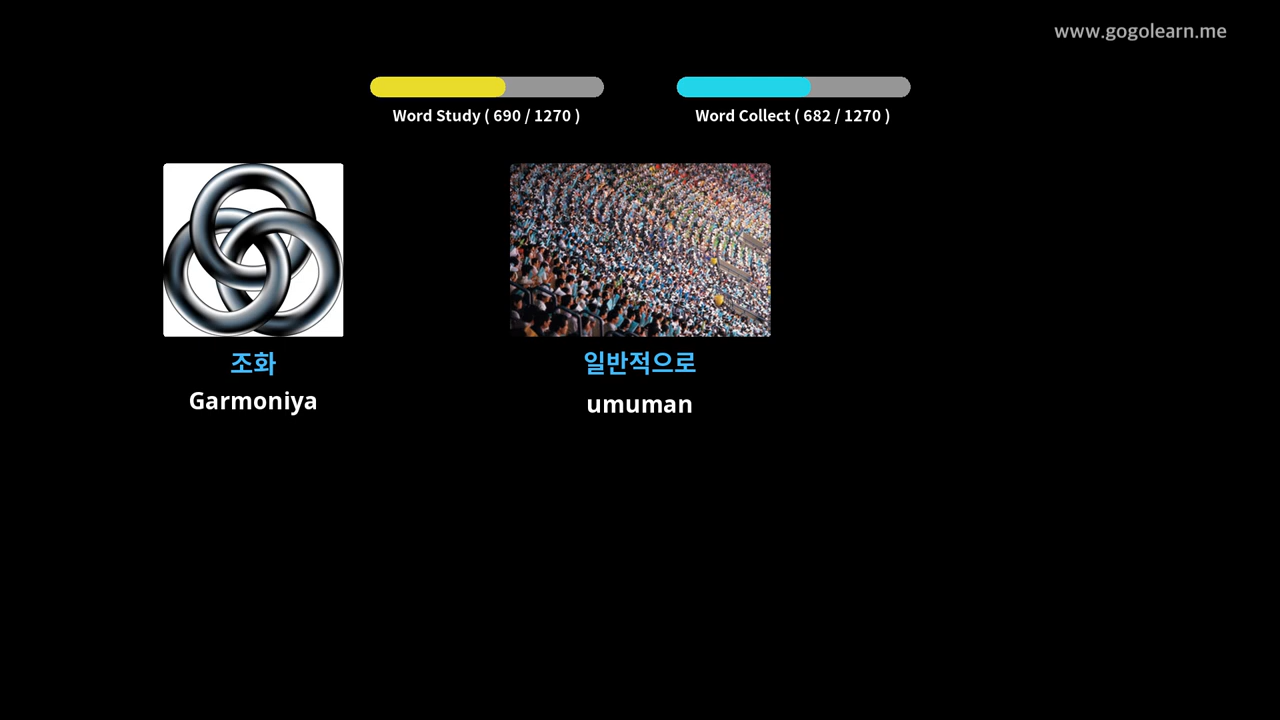 www.gogolearn.me
Word Study ( 690 / 1270 )
Word Collect ( 682 / 1270 )
조화
Garmoniya
일반적으로
umuman